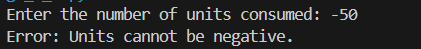 Enter the number of units consumed: -50
Error: Units cannot be negative.